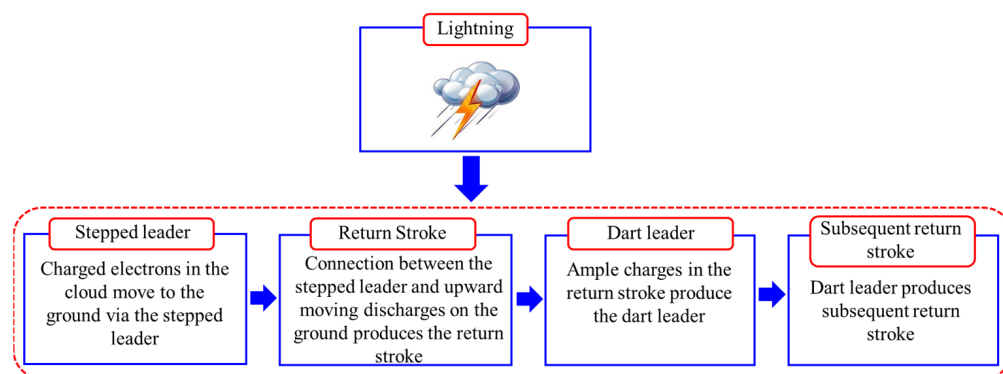 Lightning
Stepped leader
Charged electrons in the
cloud move to the
ground via the stepped
leader
Return Stroke
Connection between the
stepped leader and upward
moving discharges on the
ground produces the return
stroke
Dart leader
Ample charges in the
return stroke produce
the dart leader
Subsequent return
stroke
Dart leader produces
subsequent return
stroke